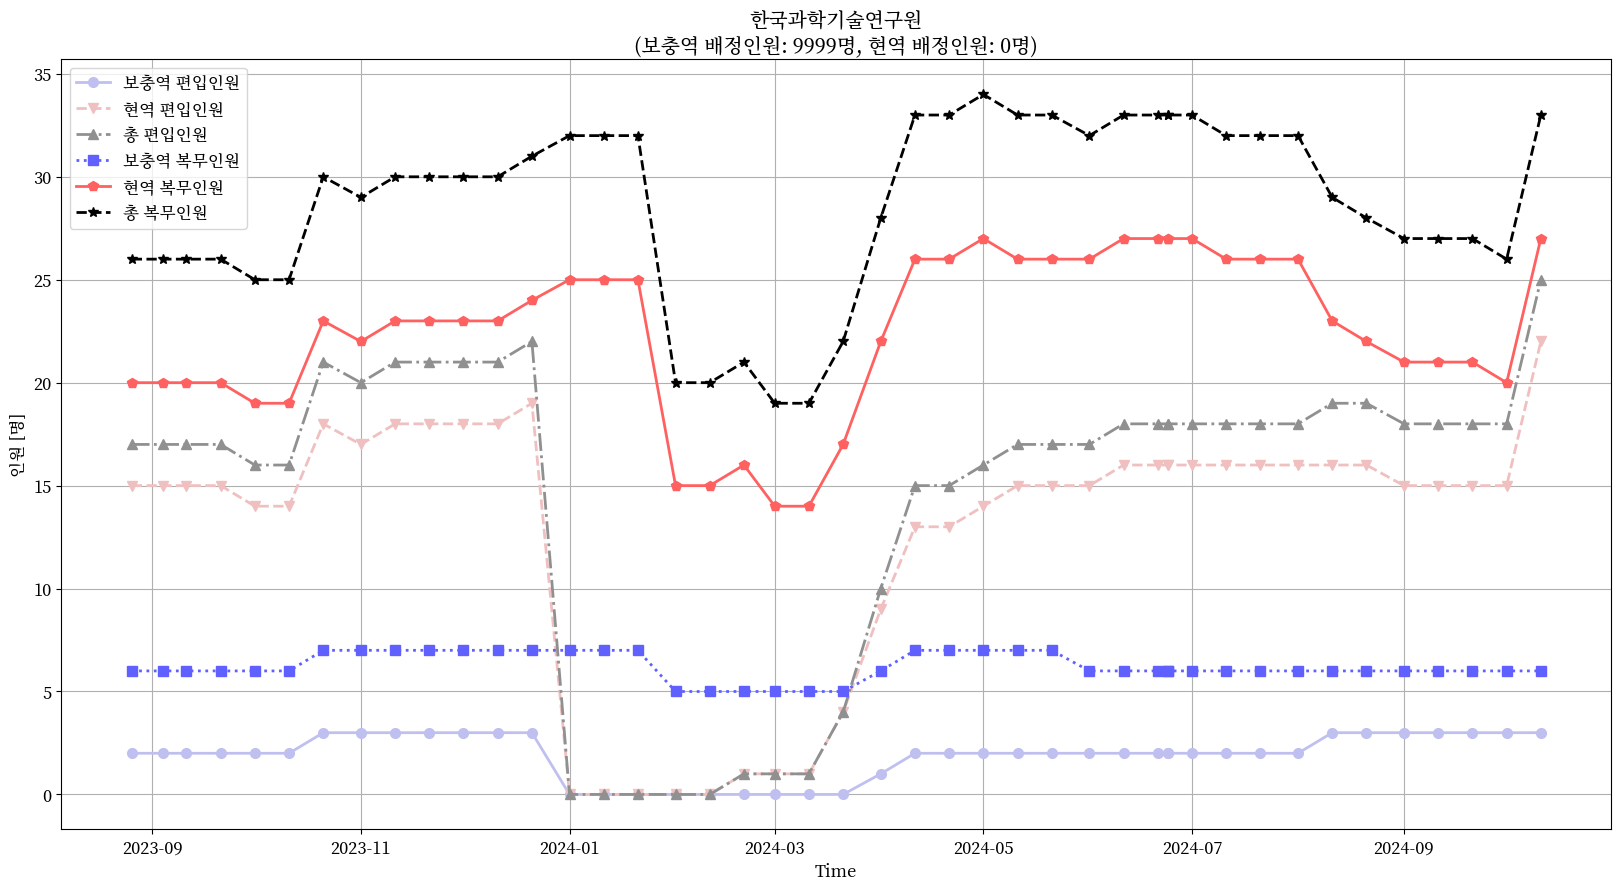 한국과학기술연구원
(보충역 배정인원: 9999명, 현역 배정인원: 0명)
보충역 편입인원
현역 편입인원
총 편입인원
보충역 복무인원
현역 복무인원
총 복무인원
35
30
25
20
15
10
5
0
인원 [명]
2023-09
2023-11
2024-01
2024-03
2024-05
2024-07
2024-09
Time